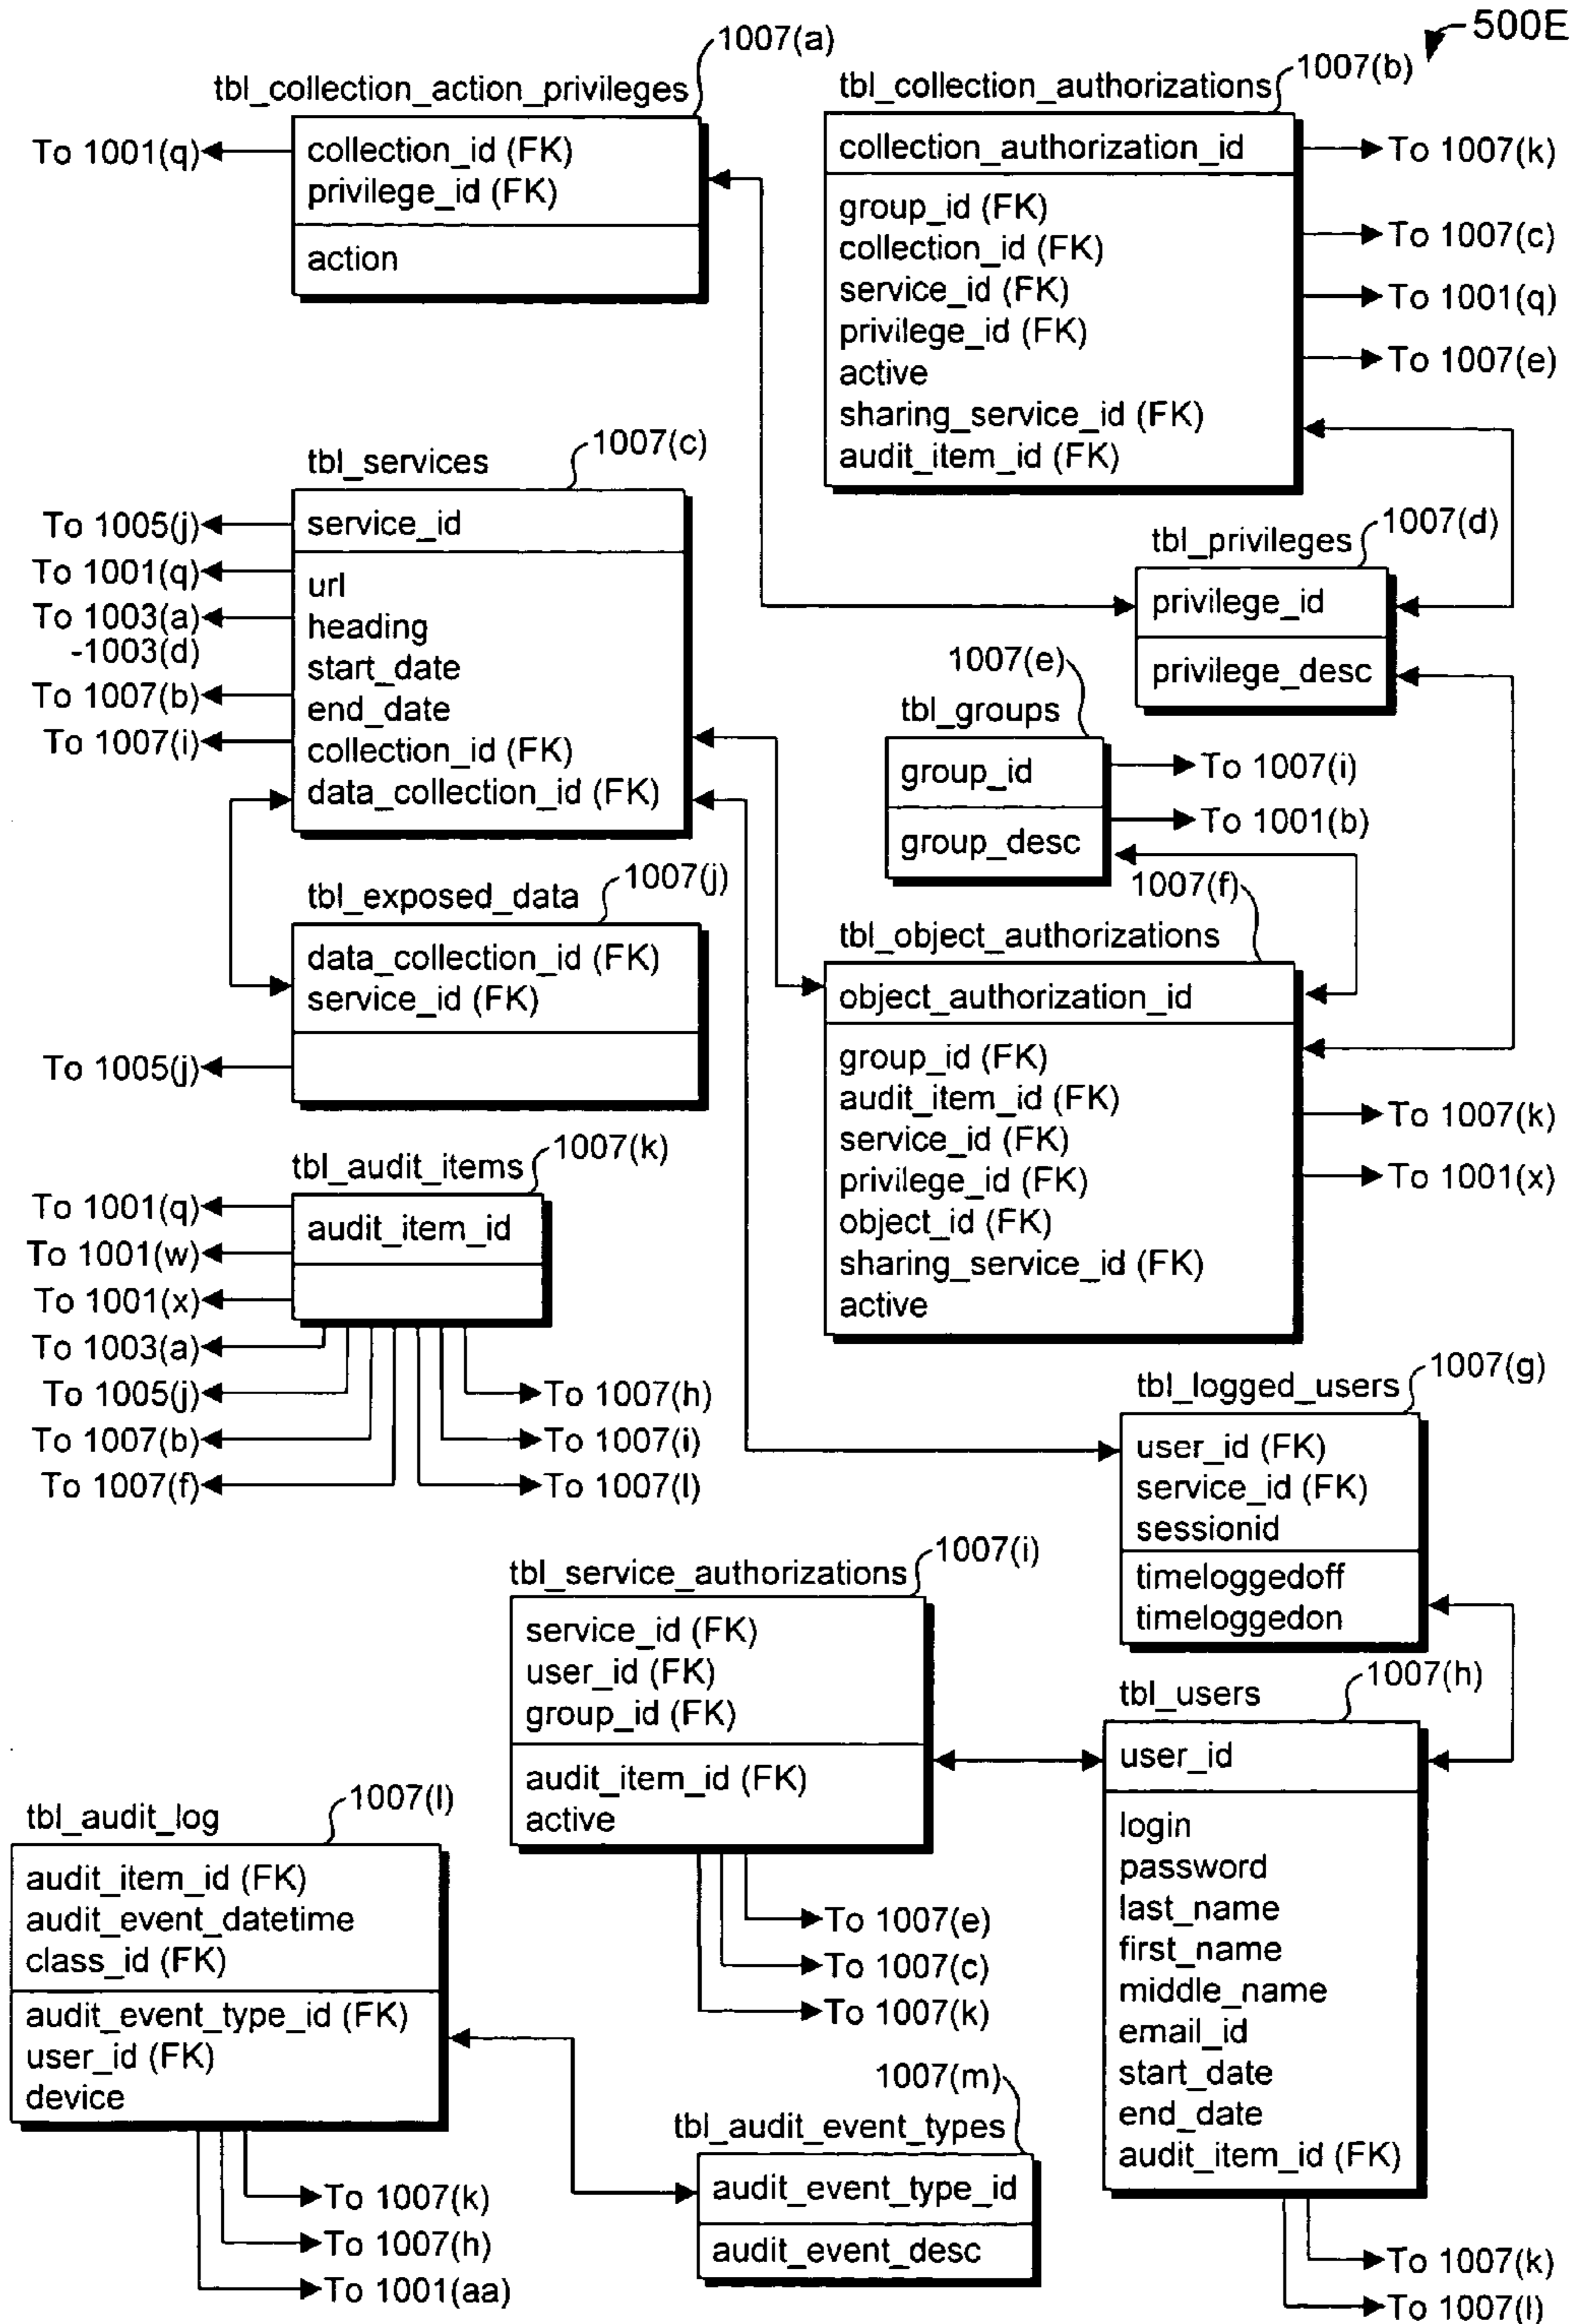 500E
1007(a)
tbl_collection_action_privileges
To 1001(q)
collection_id (FK)
privilege_id (FK)
action
1007(b)
tbl_collection_authorizations
collection_authorization_id
group_id (FK)
collection_id (FK)
service_id (FK)
privilege_id (FK)
active
sharing_service_id (FK)
audit_item_id (FK)
To 1007(k)
To 1007(c)
To 1001(q)
To 1007(e)
1007(c)
tbl_services
service_id
url
heading
start_date
end_date
collection_id (FK)
data_collection_id (FK)
To 1005(j)
To 1001(q)
To 1003(a)
-1003(d)
To 1007(b)
To 1007(i)
1007(d)
tbl_privileges
privilege_id
privilege_desc
1007(e)
tbl_groups
group_id
group_desc
To 1007(i)
To 1001(b)
1007(j)
tbl_exposed_data
data_collection_id (FK)
service_id (FK)
To 1005(j)
1007(f)
tbl_object_authorizations
object_authorization_id
group_id (FK)
audit_item_id (FK)
service_id (FK)
privilege_id (FK)
object_id (FK)
sharing_service_id (FK)
active
To 1007(k)
To 1001(x)
1007(k)
tbl_audit_items
audit_item_id
To 1001(q)
To 1001(w)
To 1001(x)
To 1003(a)
To 1005(j)
To 1007(b)
To 1007(f)
To 1007(h)
To 1007(i)
To 1007(l)
1007(g)
tbl_logged_users
user_id (FK)
service_id (FK)
sessionid
timeloggedoff
timeloggedon
1007(i)
tbl_service_authorizations
service_id (FK)
user_id (FK)
group_id (FK)
audit_item_id (FK)
active
To 1007(e)
To 1007(c)
To 1007(k)
1007(h)
tbl_users
user_id
login
password
last_name
first_name
middle_name
email_id
start_date
end_date
audit_item_id (FK)
To 1007(k)
To 1007(l)
1007(l)
tbl_audit_log
audit_item_id (FK)
audit_event_datetime
class_id (FK)
audit_event_type_id (FK)
user_id (FK)
device
To 1007(k)
To 1007(h)
To 1001(aa)
1007(m)
tbl_audit_event_types
audit_event_type_id
audit_event_desc